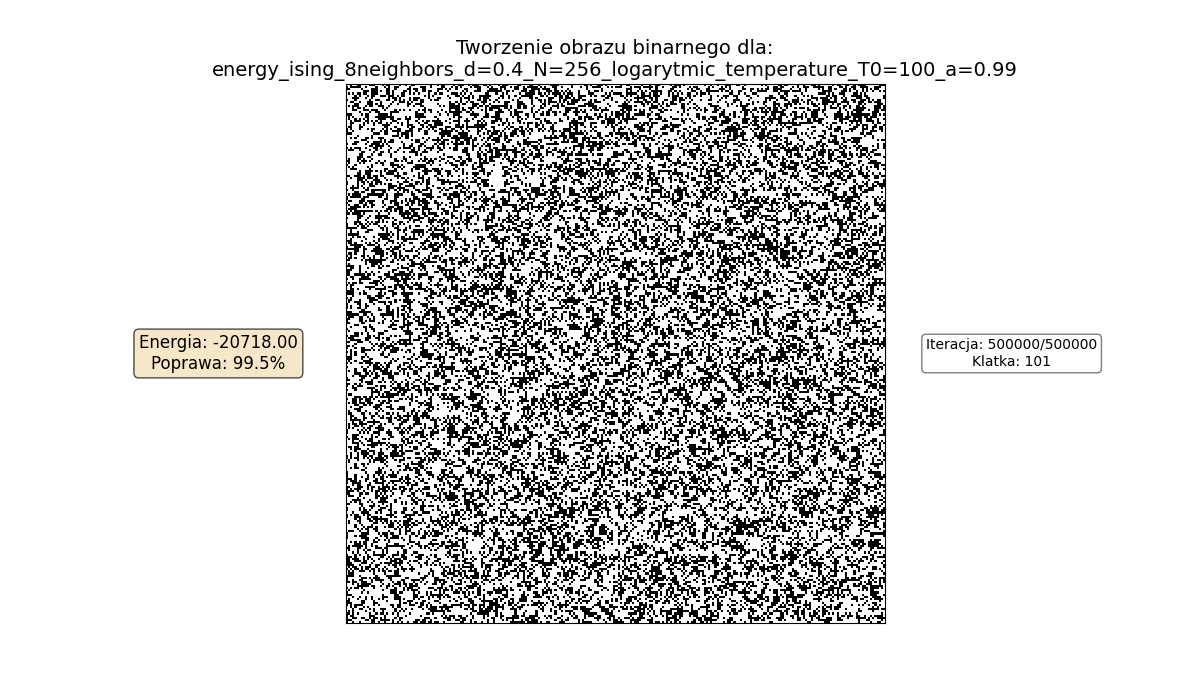 Tworzenie obrazu binarnego dla:
energy_ising_8neighbors_d=0.4_N=256_logarytmic_temperature_T0=100_a=0.99
Energia: -20718.00
Poprawa: 99.5%
Iteracja: 500000/500000
Klatka: 101